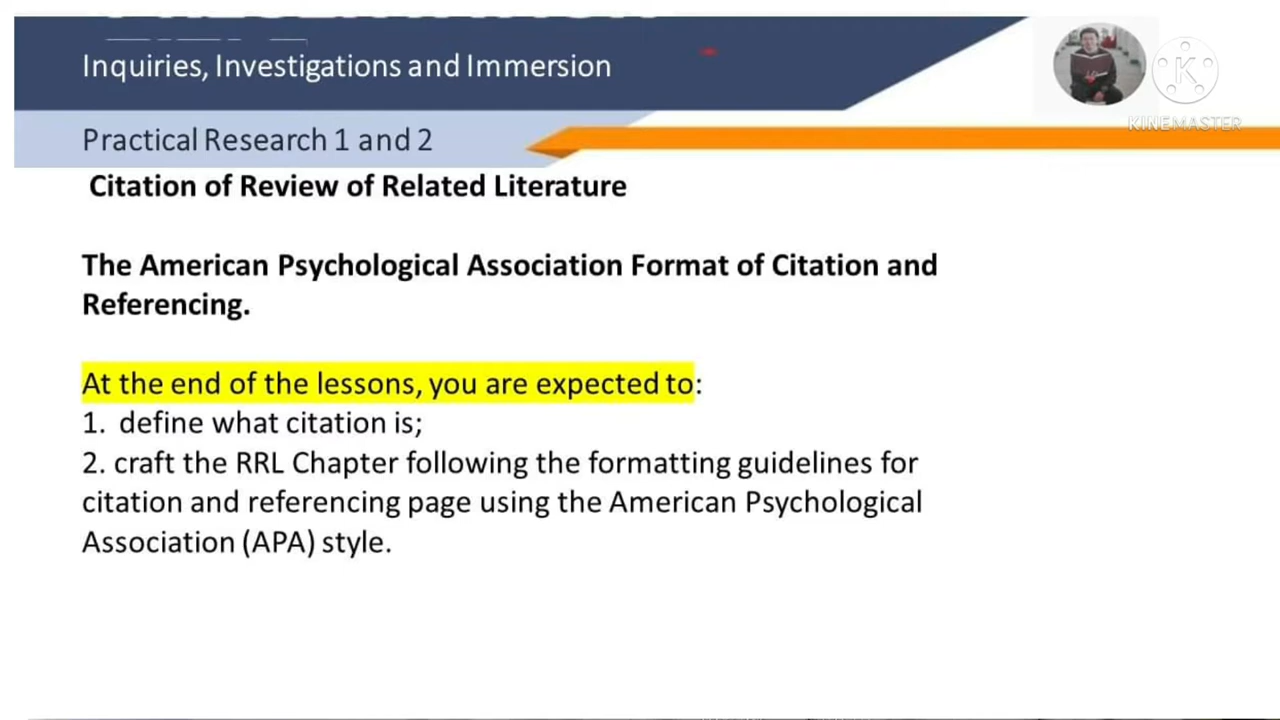 Inquiries, Investigations and Immersion
KINEMASTER
Practical Research 1 and 2
Citation of Review of Related Literature
The American Psychological Association Format of Citation and
Referencing.
At the end of the lessons, you are expected to:
1. define what citation is;
2. craft the RRL Chapter following the formatting guidelines for
citation and referencing page using the American Psychological
Association (APA) style.